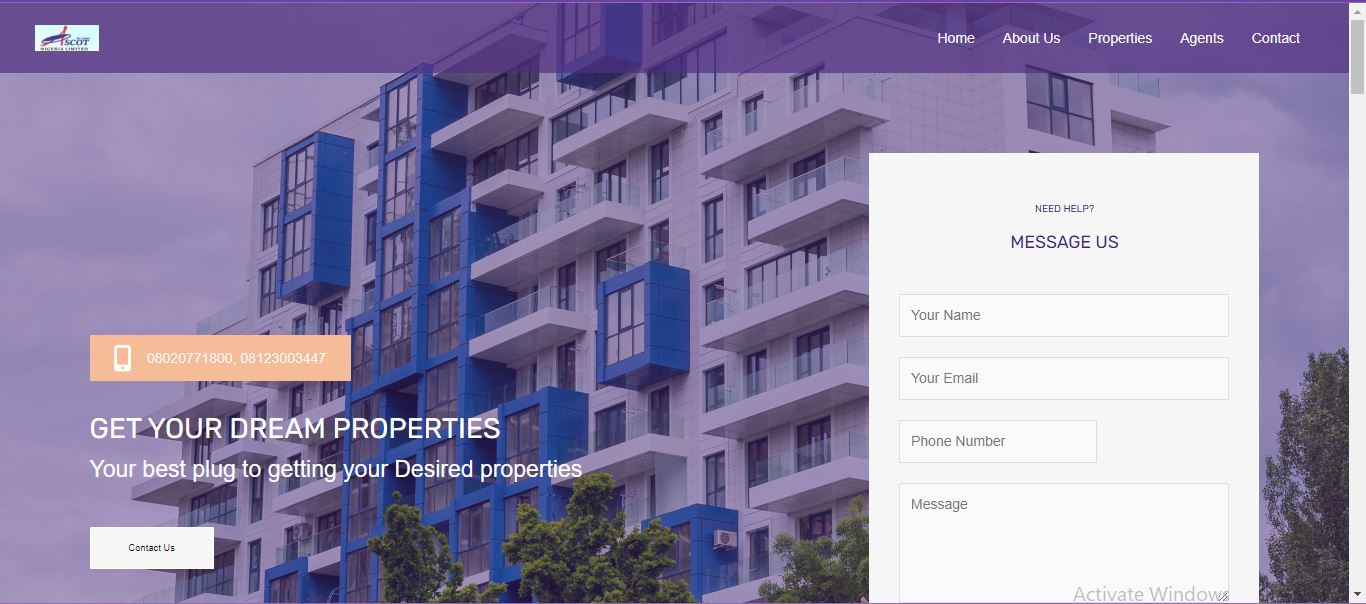 SCOT
NIGERIA LIMITED
Home
About Us
Properties
Agents
Contact
NEED HELP?
MESSAGE US
Your Name
Your Email
Phone Number
Message
08020771800, 08123003447
GET YOUR DREAM PROPERTIES
Your best plug to getting your Desired properties
Contact Us
Activate Windows